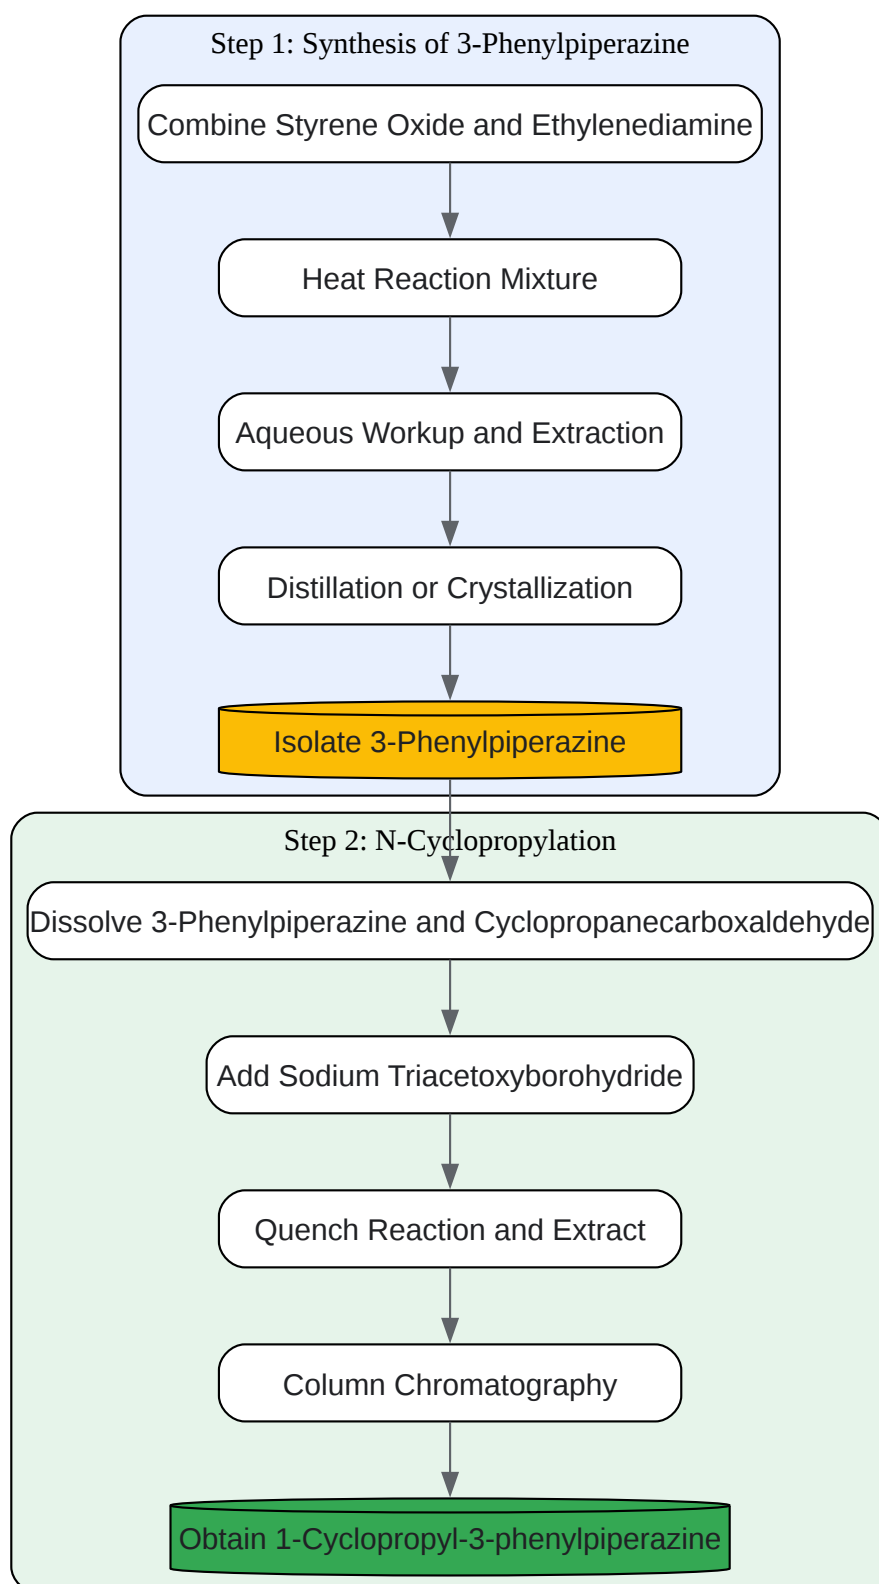 Step 1: Synthesis of 3-Phenylpiperazine
Combine Styrene Oxide and Ethylenediamine
Heat Reaction Mixture
Aqueous Workup and Extraction
Distillation or Crystallization
Isolate 3-Phenylpiperazine
Step 2: N-Cyclopropylation
Dissolve 3-Phenylpiperazine and Cyclopropanecarboxaldehyde
Add Sodium Triacetoxyborohydride
Quench Reaction and Extract
Column Chromatography
Obtain 1-Cyclopropyl-3-phenylpiperazine